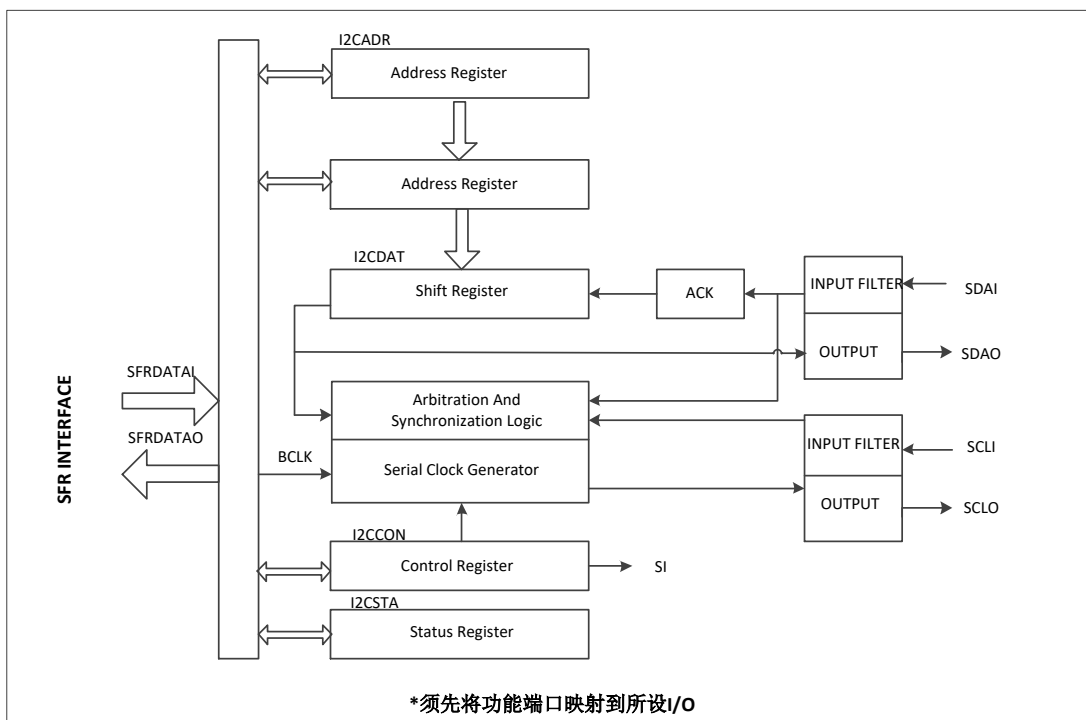 I2CADR
Address Register
Address Register
I2CDAT
Shift Register
ACK
INPUT FILTER
SDAI
OUTPUT
SDAO
SFRDATAI
SFRDATAO
SFR INTERFACE
BCLK
Arbitration And
Synchronization Logic
Serial Clock Generator
INPUT FILTER
SCLI
OUTPUT
SCLO
I2CCON
Control Register
SI
I2CSTA
Status Register
*须先将功能端口映射到所设I/O